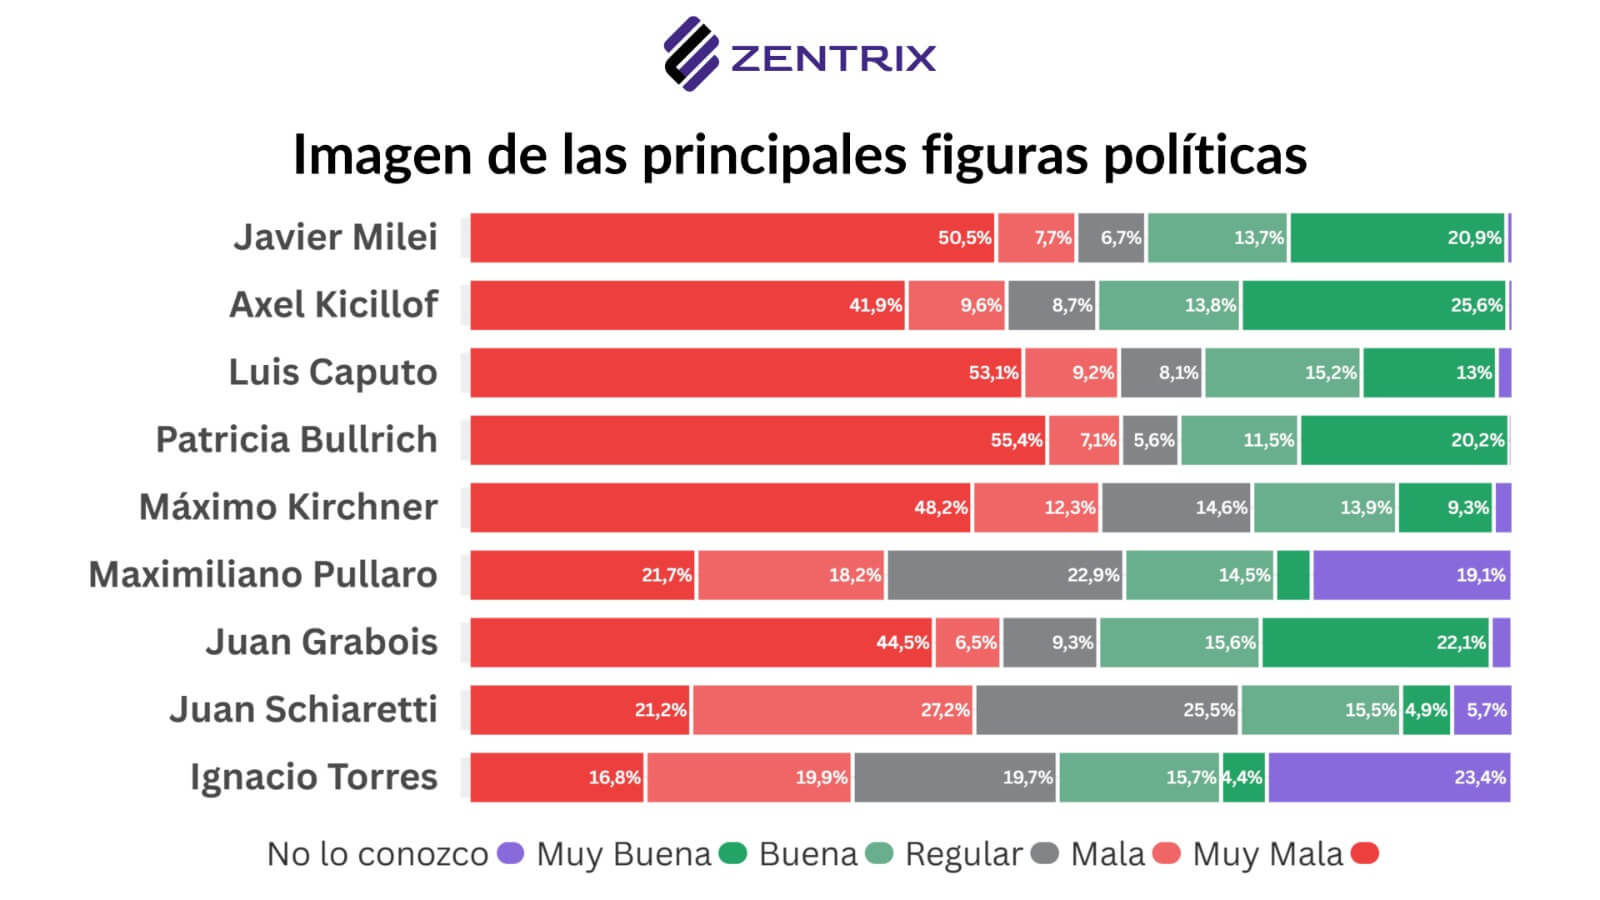 ZENTRIX
Imagen de las principales figuras políticas
Javier Milei 50,5% 7,7% 6,7% 13,7% 20,9%
Axel Kicillof 41,9% 9,6% 8,7% 13,8% 25,6%
Luis Caputo 53,1% 9,2% 8,1% 15,2% 13%
Patricia Bullrich 55,4% 7,1% 5,6% 11,5% 20,2%
Máximo Kirchner 48,2% 12,3% 14,6% 13,9% 9,3%
Maximiliano Pullaro 21,7% 18,2% 22,9% 14,5% 19,1%
Juan Grabois 44,5% 6,5% 9,3% 15,6% 22,1%
Juan Schiaretti 21,2% 27,2% 25,5% 15,5% 4,9% 5,7%
Ignacio Torres 16,8% 19,9% 19,7% 15,7% 4,4% 23,4%
No lo conozco Muy Buena Buena Regular Mala Muy Mala